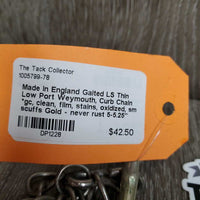 The Tack Collector
1005799-78
Made in England Gaited LS Thin
Low Port Weymouth, Curb Chain
*gc, clean, film, stains, oxidized, sm
scuffs Gold - never rust 5-5.25"
DP1228
$42.50